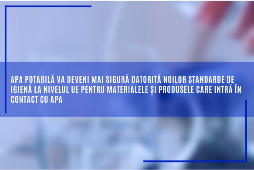 APA POTABILĂ VA DEVENI MAI SIGURĂ DATORITĂ NOILOR STANDARDE DE
IGIENĂ LA NIVELUL UE PENTRU MATERIALELE ȘI PRODUSELE CARE INTRĂ ÎN
CONTACT CU APA